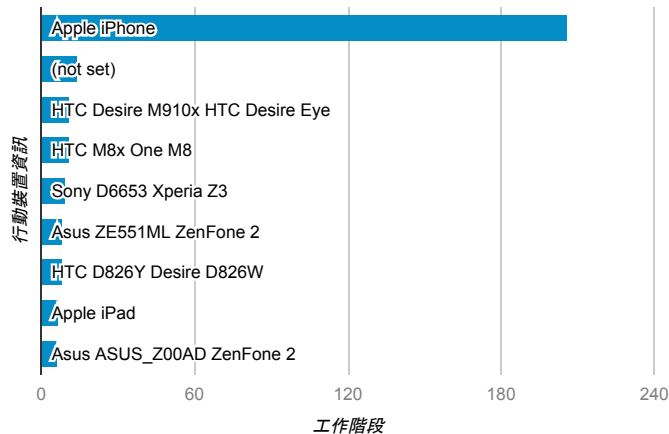 Apple iPhone
(not set)
HTC Desire M910x HTC Desire Eye
HTC M8x One M8
Sony D6653 Xperia Z3
Asus ZE551ML ZenFone 2
HTC D826Y Desire D826W
Apple iPad
Asus ASUS_Z00AD ZenFone 2
行動裝置資訊
0 60 120 180 240
工作階段